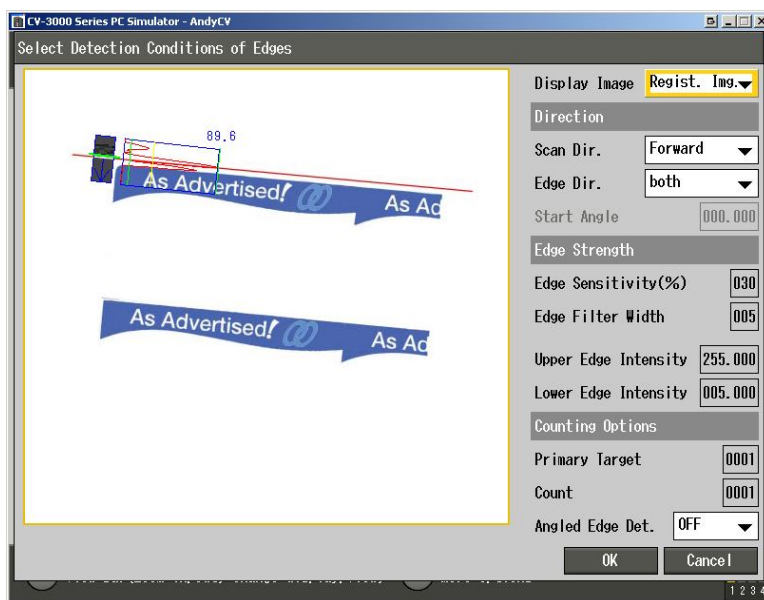 CV-3000 Series PC Simulator - AndyCV
Select Detection Conditions of Edges
Display Image Regist. Img.
Direction
Scan Dir. Forward
Edge Dir. both
Start Angle 000.000
Edge Strength
Edge Sensitivity(%) 030
Edge Filter Width 005
Upper Edge Intensity 255.000
Lower Edge Intensity 005.000
Counting Options
Primary Target 0001
Count 0001
Angled Edge Det. OFF
OK Cancel
89.6
As Advertised! As Ad
As Advertised! As Ad
1 2 3 4